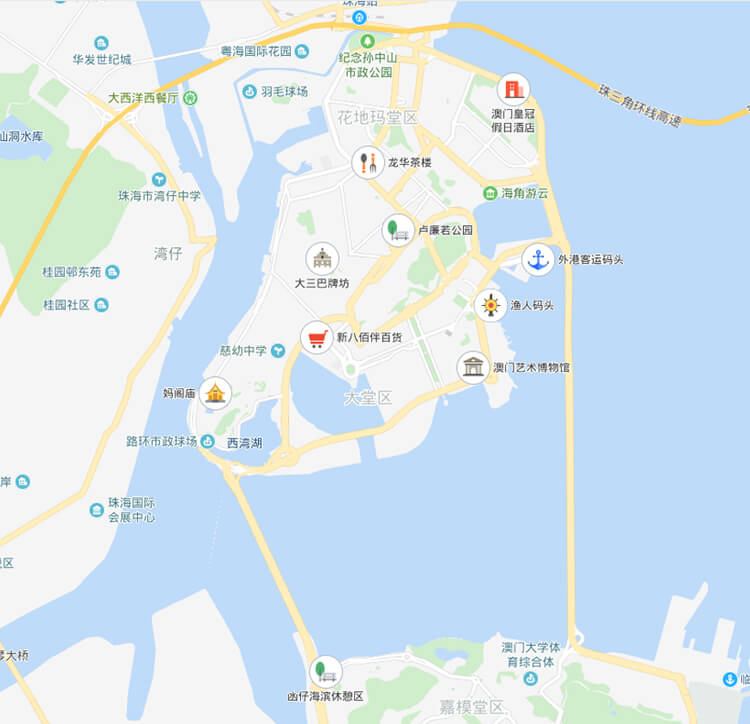 珠海站
华发世纪城
粤海国际花园
纪念孙中山
市政公园
大西洋西餐厅
羽毛球场
珠三角环线高速
花地玛堂区
澳门皇冠
假日酒店
仙洞水库
龙华茶楼
珠海市湾仔中学
海角游云
湾仔
卢廉若公园
桂园邨东苑
大三巴牌坊
外港客运码头
桂园社区
渔人码头
新八佰伴百货
慈幼中学
澳门艺术博物馆
妈阁庙
大堂区
路环市政球场
西湾湖
岸
珠海国际
会展中心
区
澳门大学体
育综合体
琴大桥
临
氹仔海滨休憩区
嘉模堂区